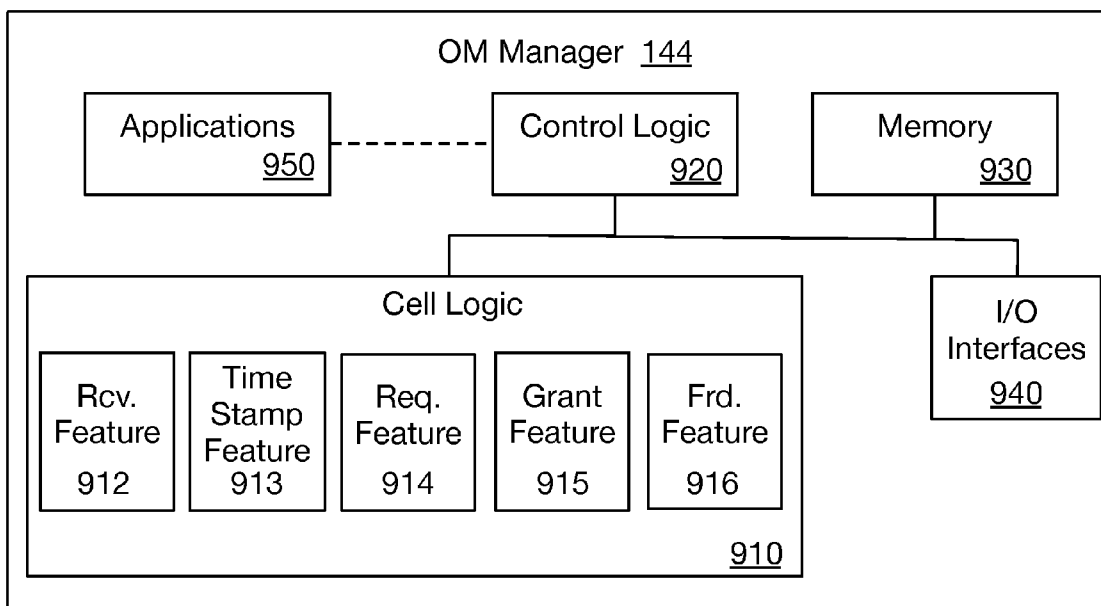 OM Manager 144
Applications
950
Control Logic
920
Memory
930
Cell Logic
Rcv.
Feature
912
Time
Stamp
Feature
913
Req.
Feature
914
Grant
Feature
915
Frd.
Feature
916
910
I/O
Interfaces
940